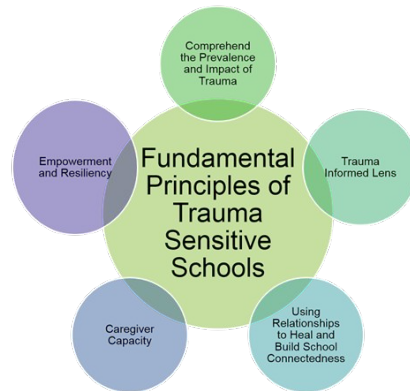 Comprehend
the Prevalence
and Impact of
Trauma
Empowerment
and Resiliency
Fundamental
Principles of
Trauma
Sensitive
Schools
Trauma
Informed Lens
Caregiver
Capacity
Using
Relationships
to Heal and
Build School
Connectedness